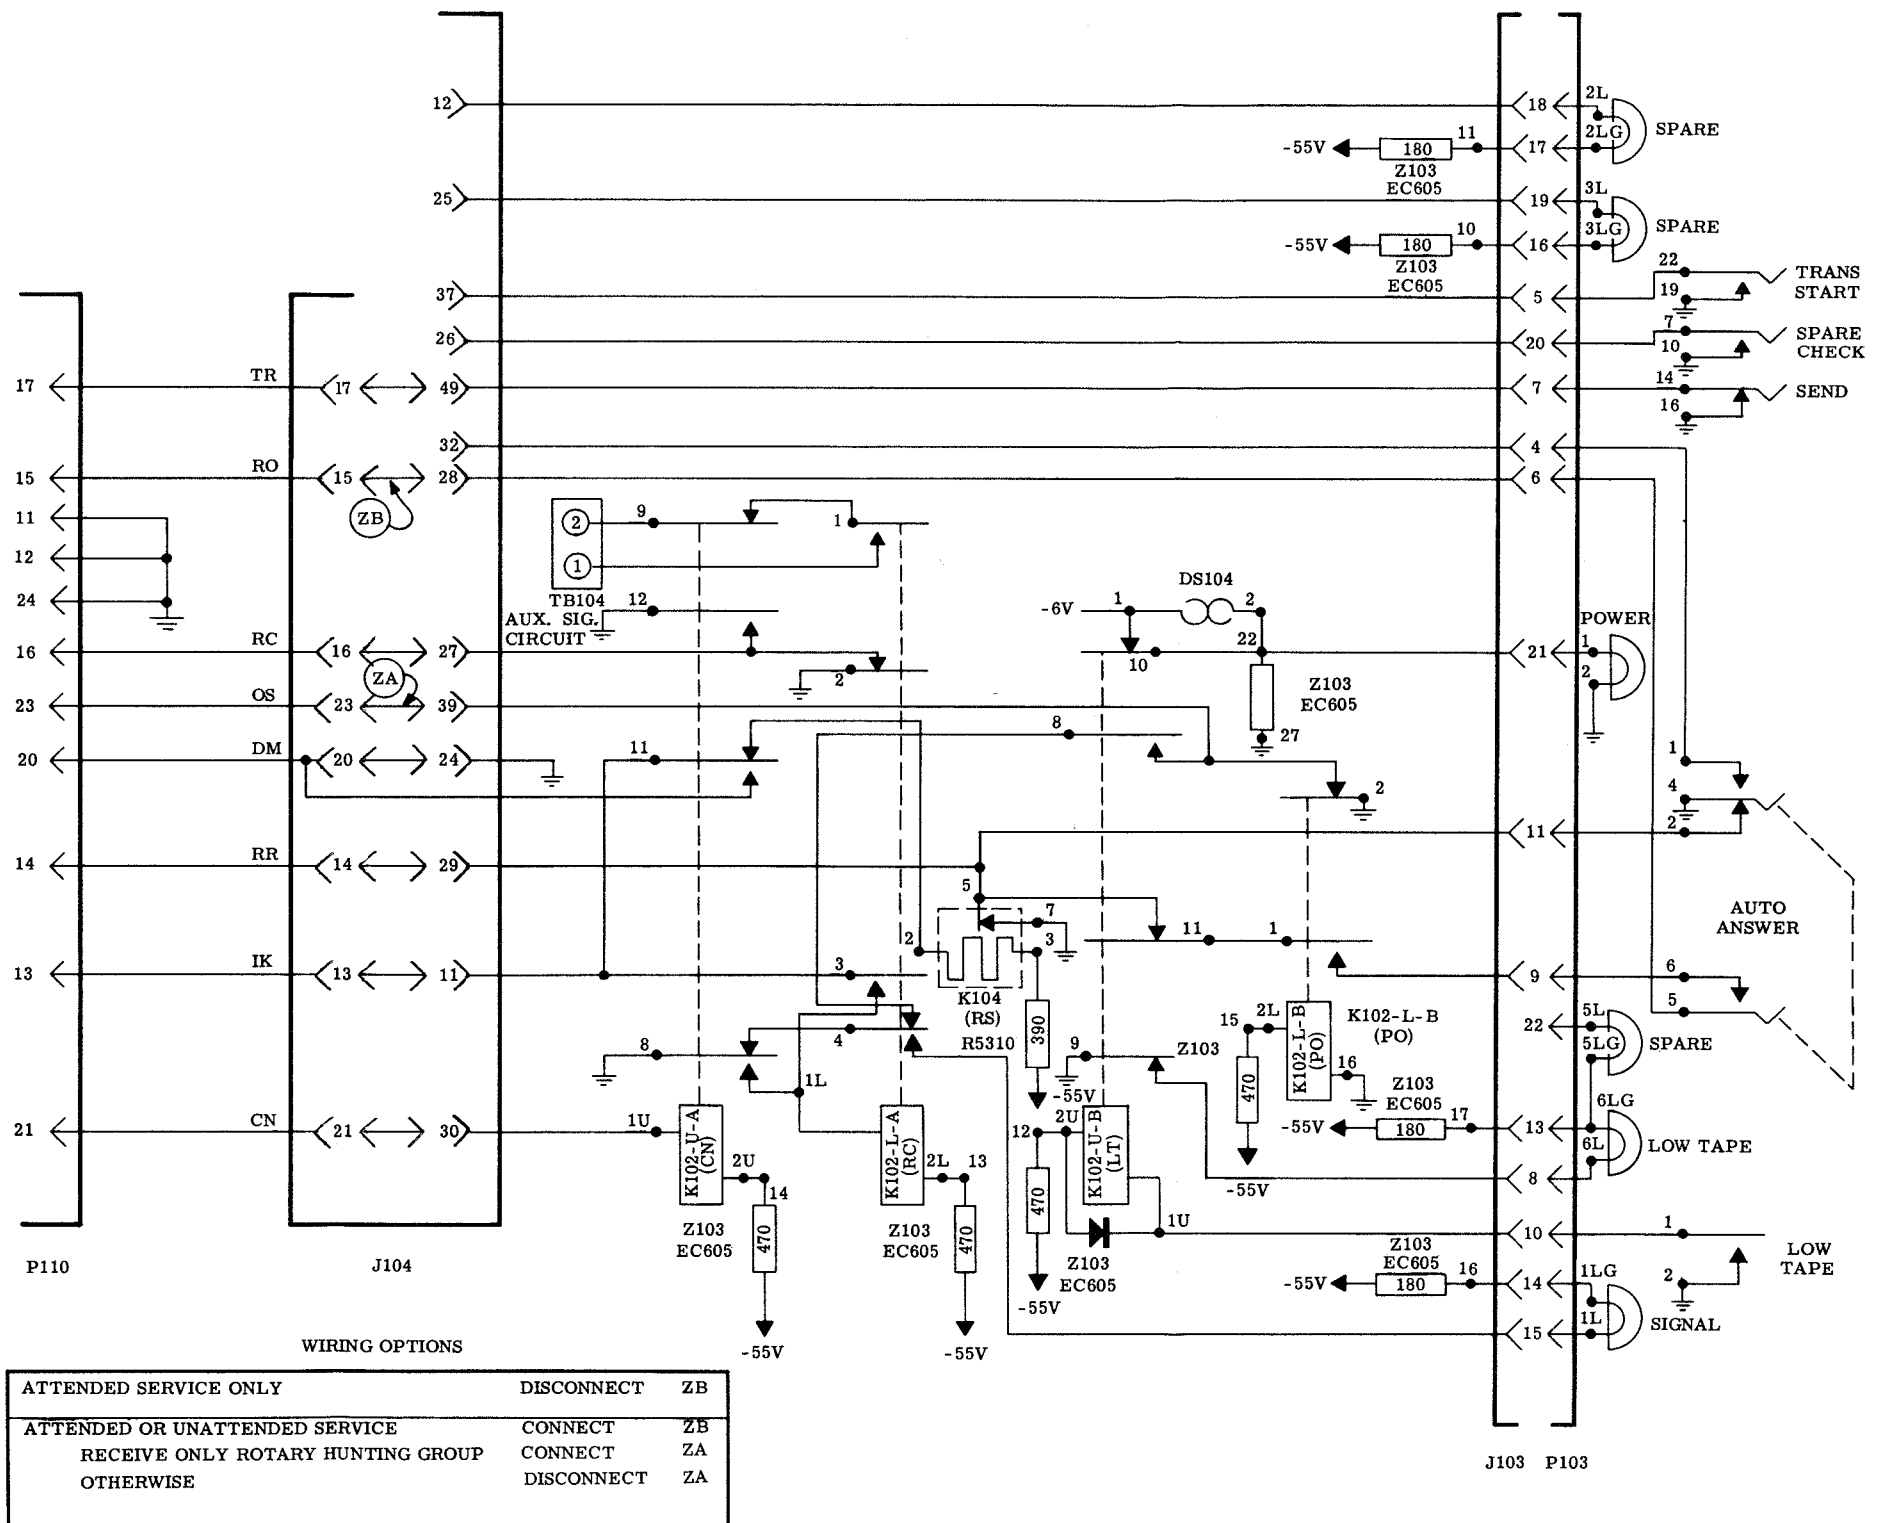 12
18
2L
SPARE
-55V
180
11
17
2LG
Z103
EC605
25
19
3L
SPARE
-55V
180
10
16
3LG
Z103
EC605
37
5
22
TRANS
START
19
26
20
7
SPARE
CHECK
10
17
TR
17
49
7
14
SEND
16
32
4
15
RO
15
28
6
ZB
11
12
24
2
9
1
1
TB104
AUX. SIG.
CIRCUIT
12
-6V
1
DS104
2
22
10
16
RC
16
27
2
21
POWER
1
2
Z103
EC605
27
ZA
23
OS
23
39
8
20
DM
20
24
11
2
1
4
2
11
14
RR
14
29
5
7
2
3
11
1
AUTO
ANSWER
13
IK
13
11
3
K104
(RS)
R5310
390
-55V
9
6
5
8
4
1L
9
Z103
15
2L
K102-L-B
(PO)
K102-L-B
(PO)
16
470
-55V
22
5L
5LG
SPARE
Z103
EC605
-55V
180
17
13
6LG
6L
LOW TAPE
8
21
CN
21
30
1U
K102-U-A
(CN)
2U
14
470
-55V
Z103
EC605
K102-L-A
(RC)
2L
13
470
-55V
Z103
EC605
12
2U
K102-U-B
(LT)
470
-55V
1U
Z103
EC605
10
1
2
LOW
TAPE
Z103
EC605
-55V
180
16
14
1LG
15
1L
SIGNAL
P110
J104
J103 P103
WIRING OPTIONS
ATTENDED SERVICE ONLY DISCONNECT ZB
ATTENDED OR UNATTENDED SERVICE CONNECT ZB
RECEIVE ONLY ROTARY HUNTING GROUP CONNECT ZA
OTHERWISE DISCONNECT ZA